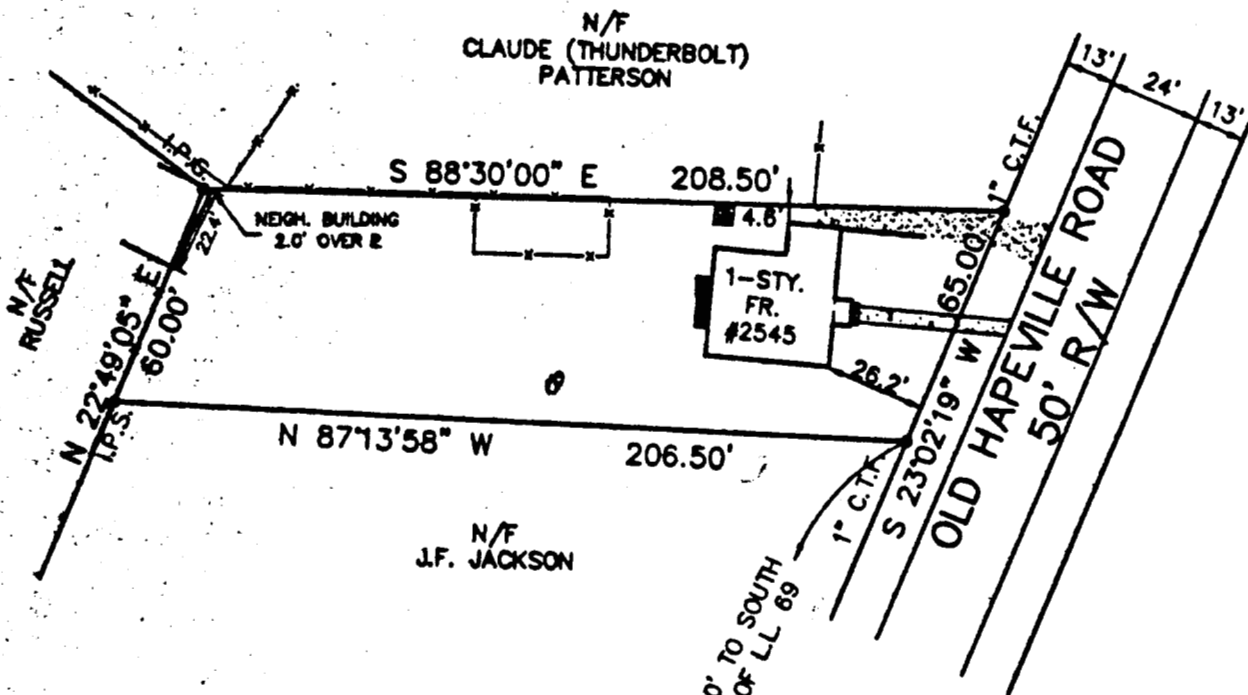 N/F
CLAUDE (THUNDERBOLT)
PATTERSON
13'
24'
13'
1" C.T.F.
I.P.S.
S 88°30'00" E
208.50'
NEIGH. BUILDING
2.0' OVER
22.4'
4.6'
65.00'
N/F
RUSSELL
N 22°49'05" E
60.00'
I.P.S.
1-STY.
FR.
#2545
26.2'
S 23°02'19" W
OLD HAPEVILLE ROAD
50' R/W
N 87°13'58" W
206.50'
1" C.T.F.
N/F
J.F. JACKSON
0' TO SOUTH
OF L.L. 69